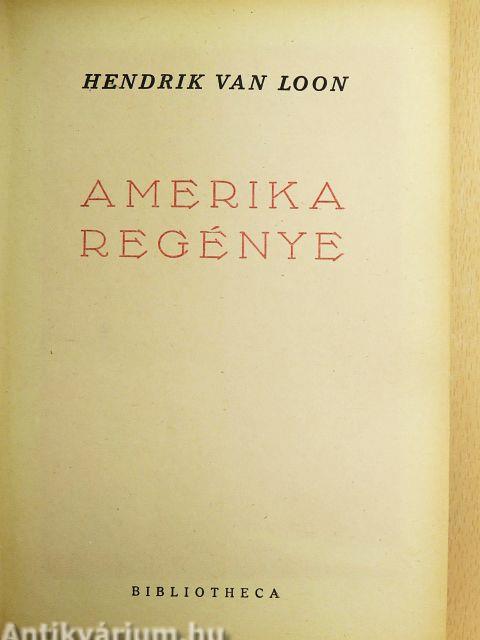 HENDRIK VAN LOON
AMERIKA
REGÉNYE
BIBLIOTHECA
Antikvárium.hu